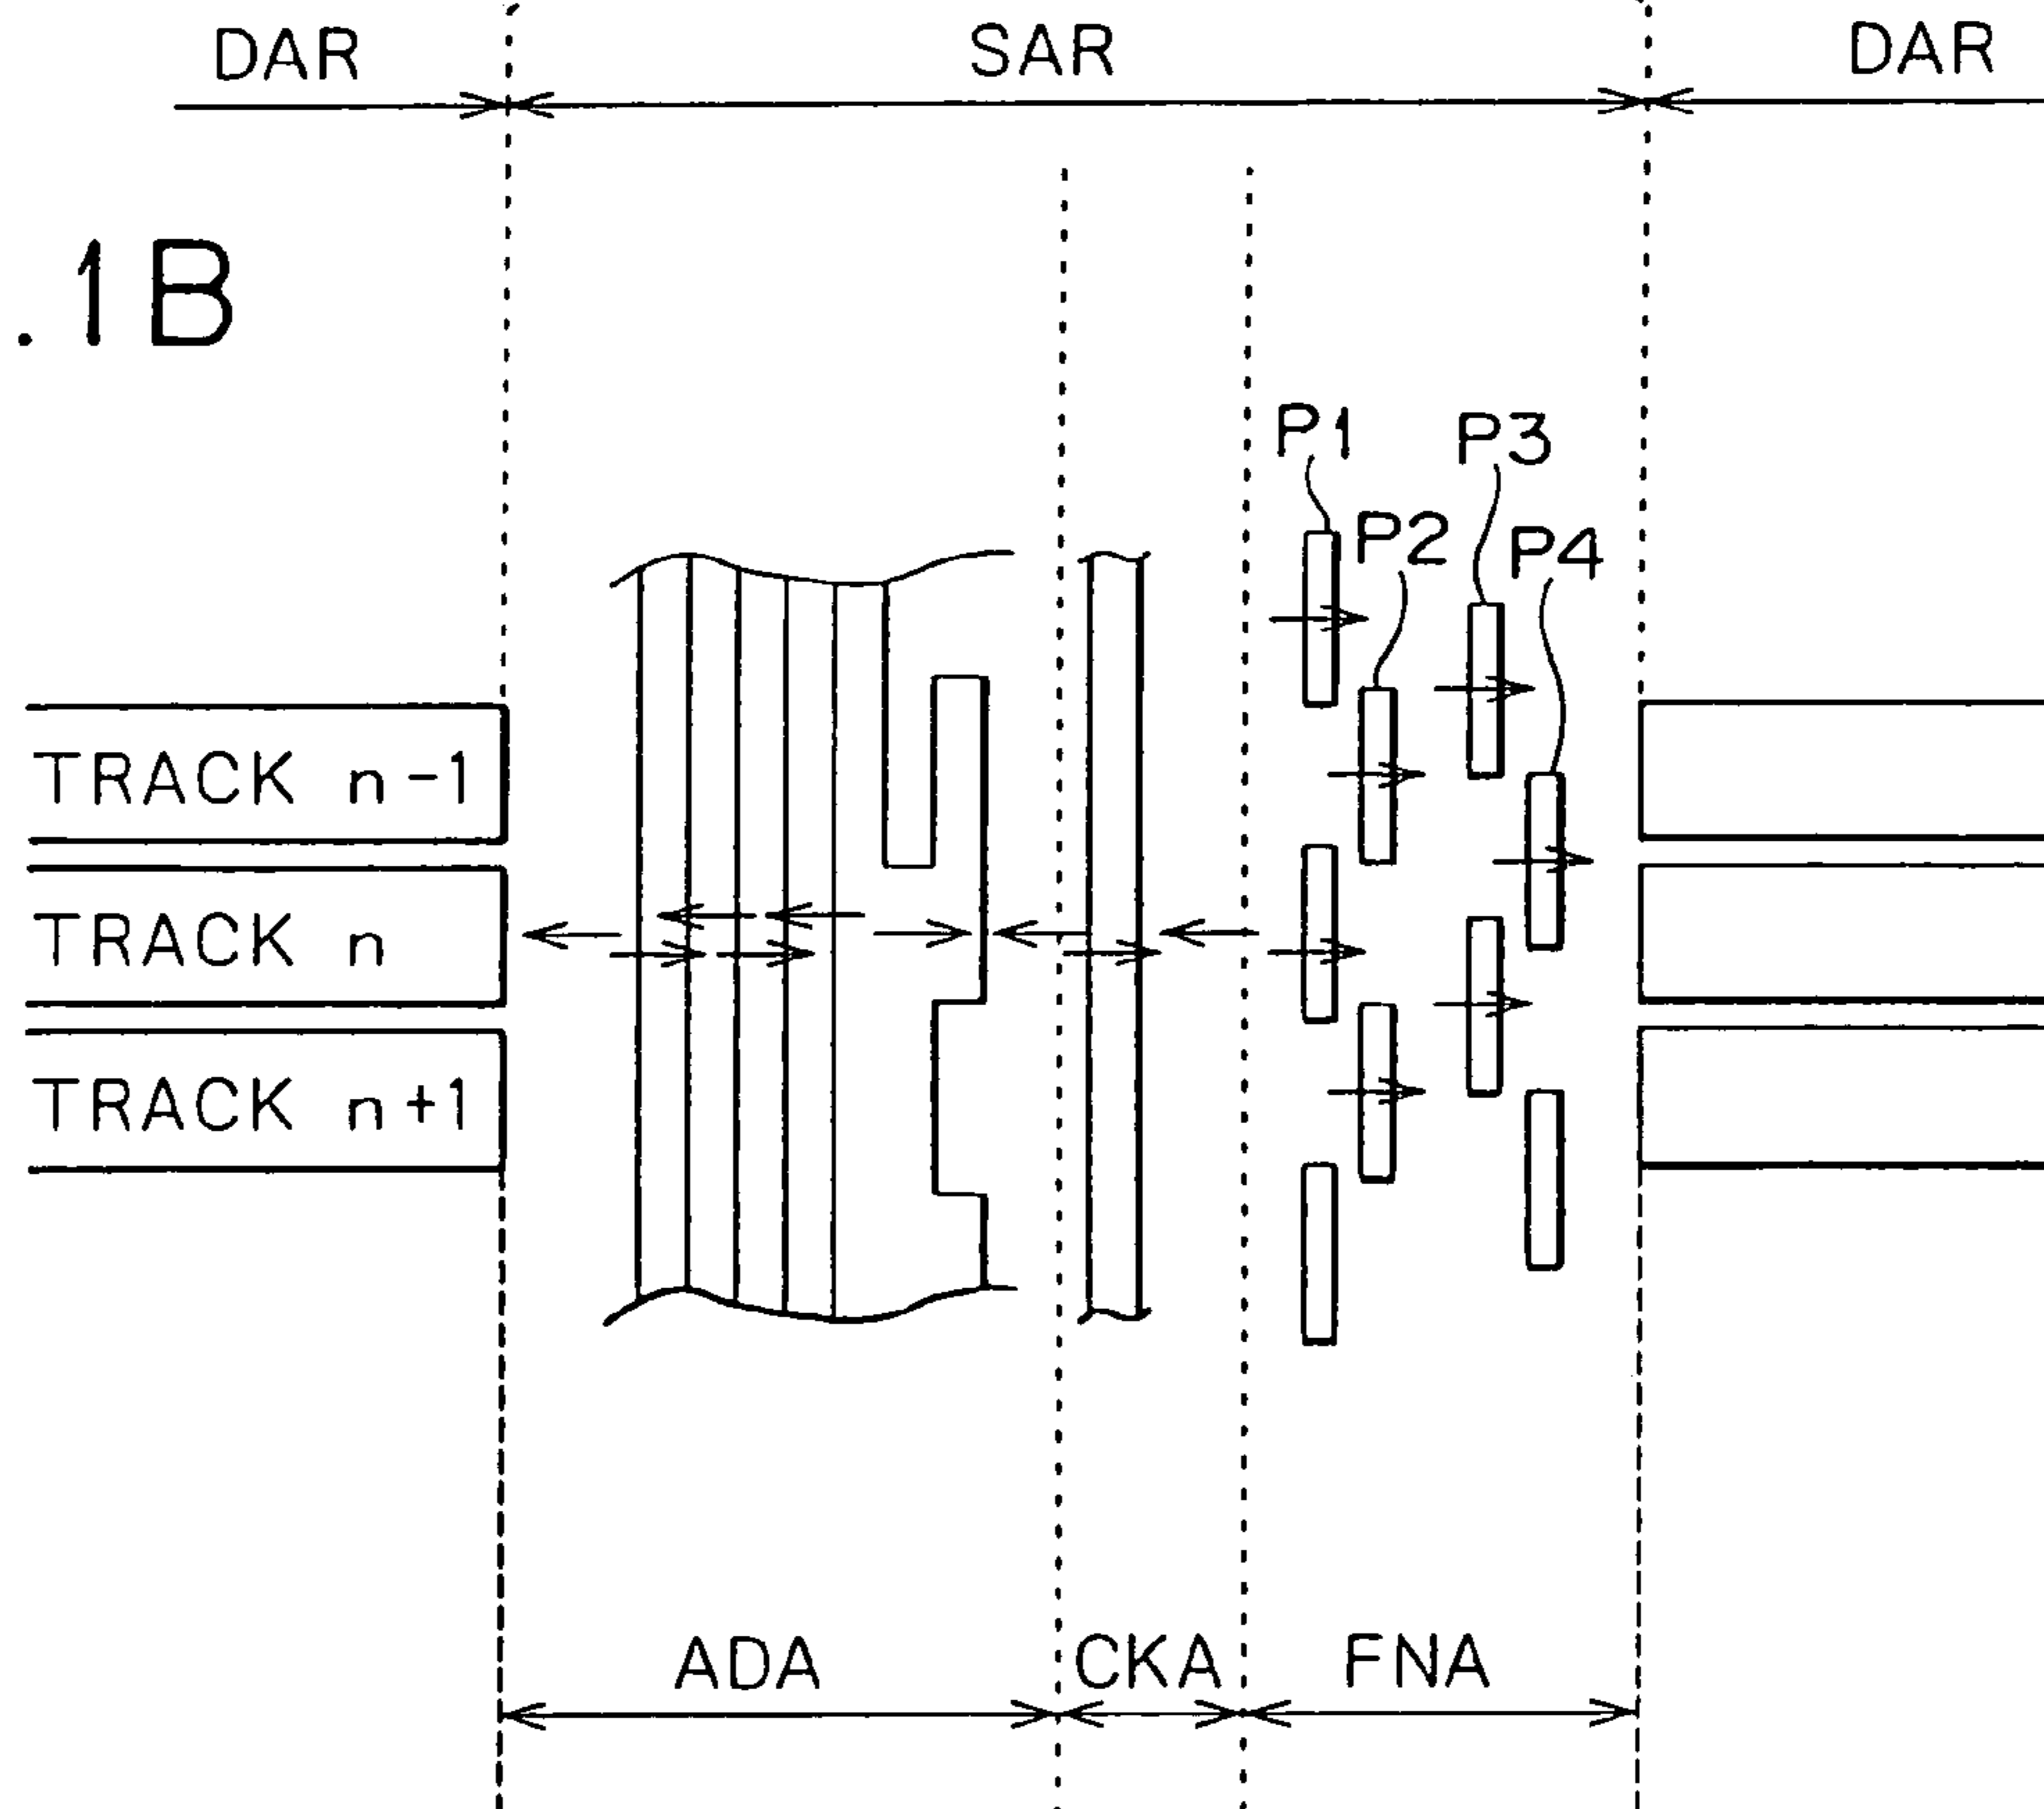 DAR SAR DAR
.1B
P1 P3
P2 P4
TRACK n-1
TRACK n
TRACK n+1
ADA CKA FNA